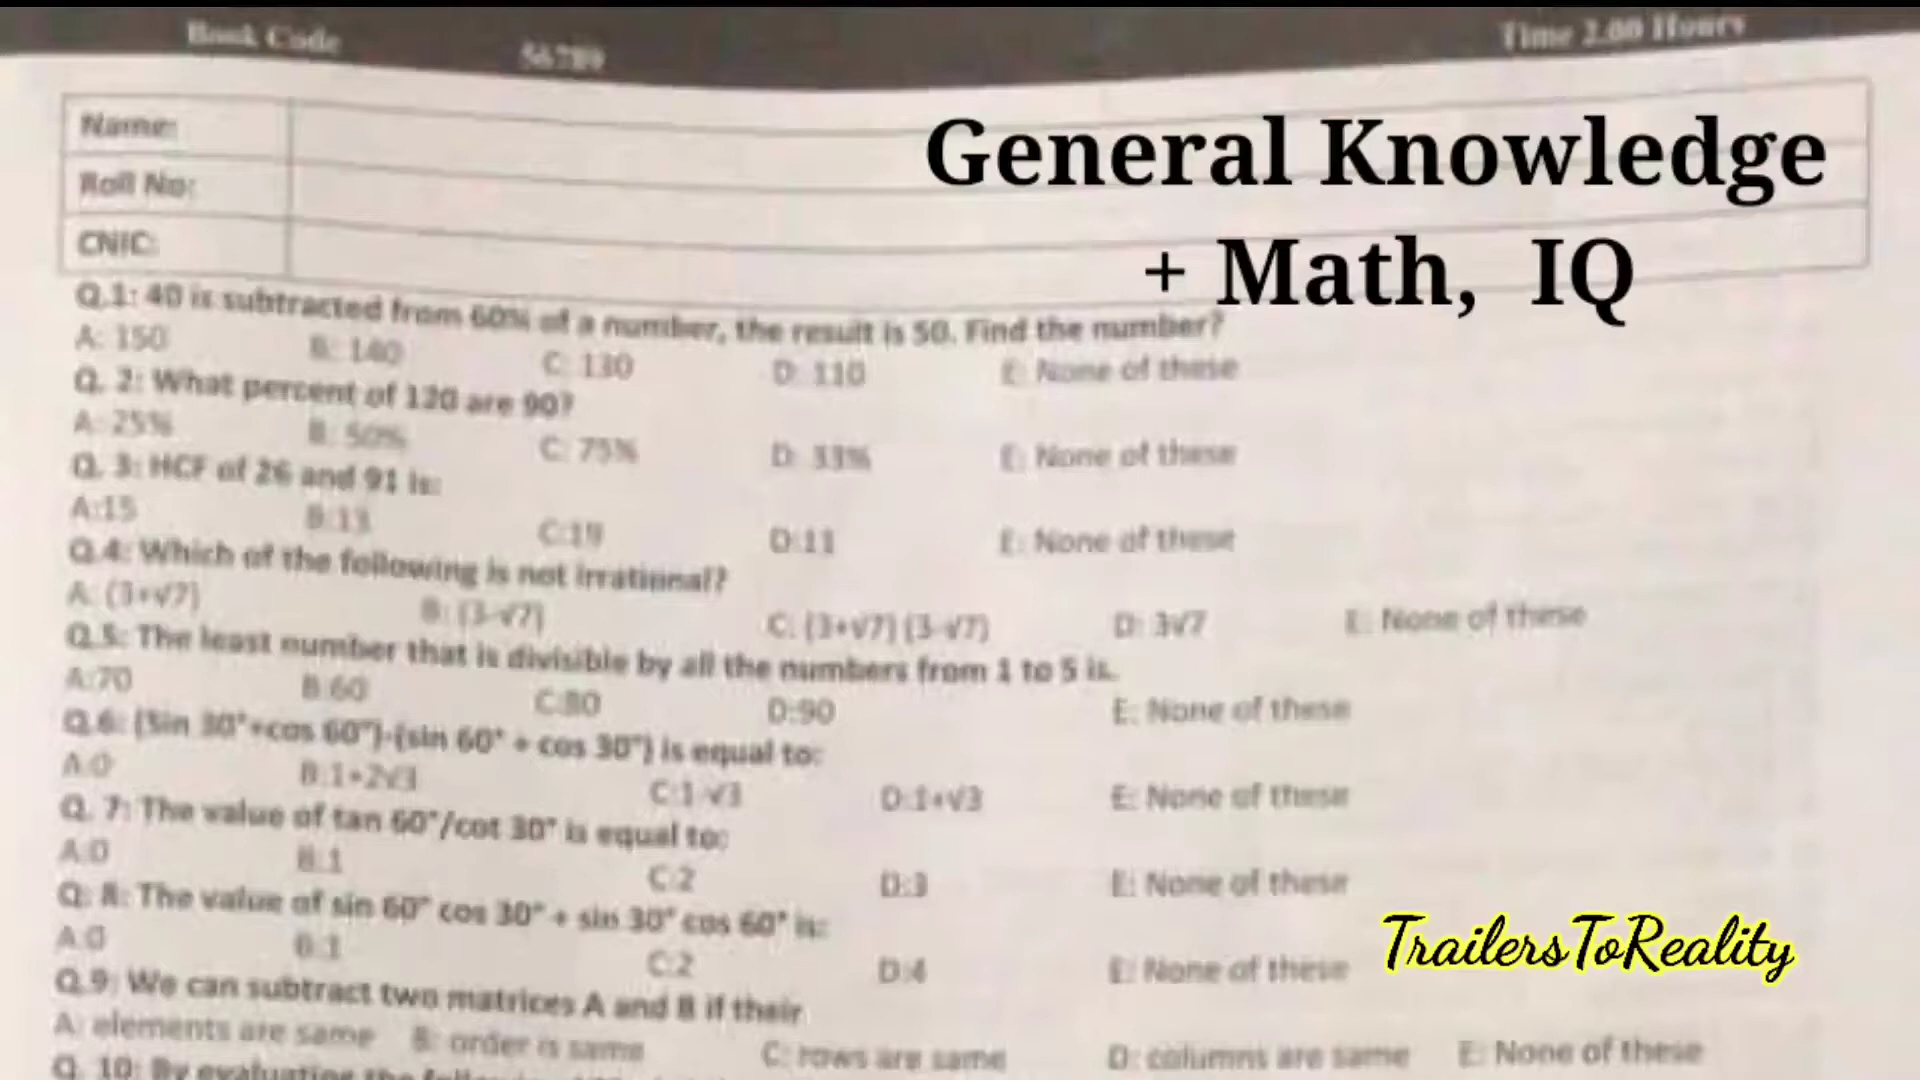 Book Code 56789 Time 2.00 Hours
General Knowledge
+ Math, IQ
Name:
Roll No:
CNIC:
Q.1: 40 is subtracted from 60% of a number, the result is 50. Find the number?
A: 150 B: 140 C: 130 D: 110 E: None of these
Q. 2: What percent of 120 are 90?
A: 25% B: 50% C: 75% D: 33% E: None of these
Q. 3: HCF of 26 and 91 is:
A:15 B:13 C:19 D:11 E: None of these
Q.4: Which of the following is not irrational?
A: (3+√7) B: (3-√7) C: (3+√7) (3-√7) D: 3√7 E: None of these
Q.5: The least number that is divisible by all the numbers from 1 to 5 is.
A:70 B:60 C:80 D:90 E: None of these
Q.6: (Sin 30°+cos 60°)-(sin 60° + cos 30°) is equal to:
A:0 B:1+2√3 C:1-√3 D:1+√3 E: None of these
Q. 7: The value of tan 60°/cot 30° is equal to:
A:0 B:1 C:2 D:3 E: None of these
Q: 8: The value of sin 60° cos 30° + sin 30° cos 60° is:
A:0 B:1 C:2 D:4 E: None of these
TrailersToReality
Q.9: We can subtract two matrices A and B if their
A: elements are same B: order is same C: rows are same D: columns are same E: None of these
Q. 10: By evaluating the